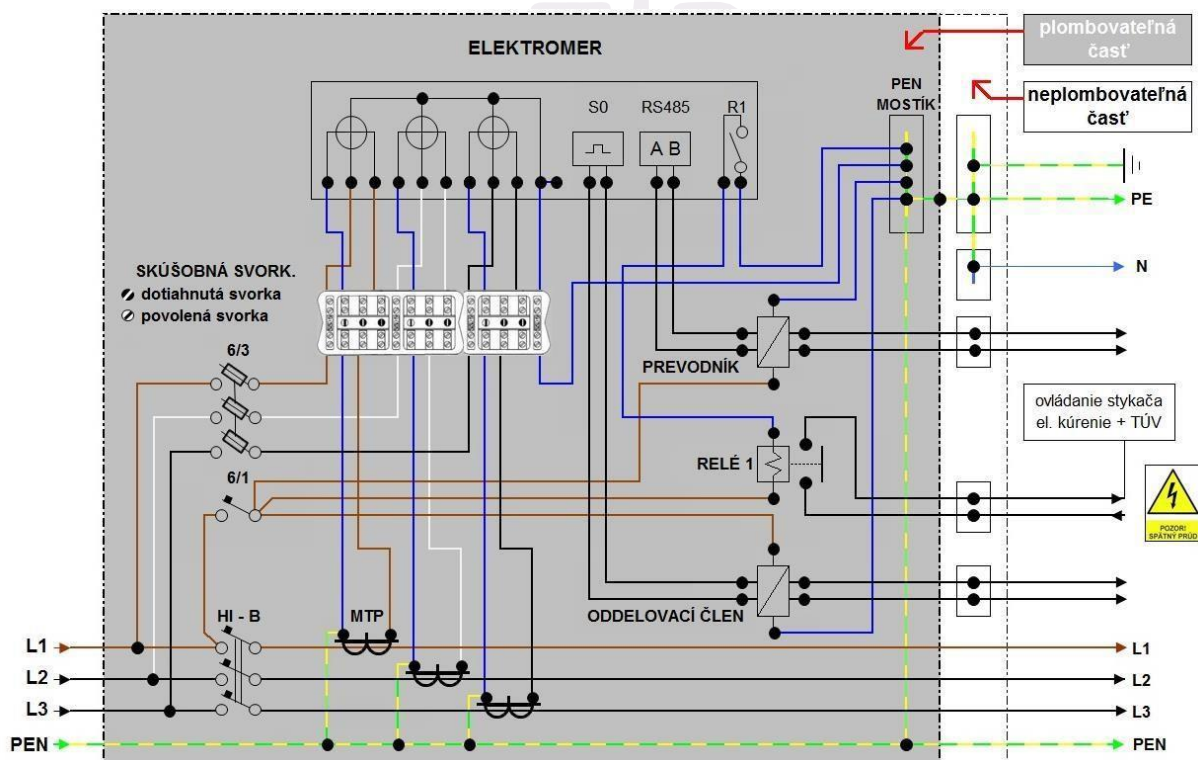 plombovateľná
časť
ELEKTROMER
PEN
MOSTÍK
neplombovateľná
časť
S0
RS485
R1
A B
PE
SKÚŠOBNÁ SVORK.
dotiahnutá svorka
povolená svorka
N
6/3
PREVODNÍK
ovládanie stykača
el. kúrenie + TÚV
RELÉ 1
6/1
POZOR!
SPÄTNÝ PRÚD
HI - B
MTP
ODDELOVACÍ ČLEN
L1
L1
L2
L2
L3
L3
PEN
PEN